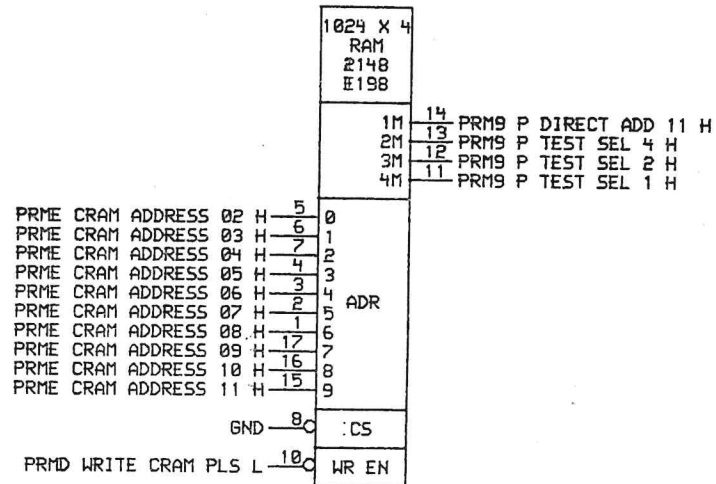 1024 X 4
RAM
2148
E198
1M 14 PRM9 P DIRECT ADD 11 H
2M 13 PRM9 P TEST SEL 4 H
3M 12 PRM9 P TEST SEL 2 H
4M 11 PRM9 P TEST SEL 1 H
PRME CRAM ADDRESS 02 H 5 0
PRME CRAM ADDRESS 03 H 6 1
PRME CRAM ADDRESS 04 H 7 2
PRME CRAM ADDRESS 05 H 4 3
PRME CRAM ADDRESS 06 H 3 4 ADR
PRME CRAM ADDRESS 07 H 2 5
PRME CRAM ADDRESS 08 H 1 6
PRME CRAM ADDRESS 09 H 17 7
PRME CRAM ADDRESS 10 H 16 8
PRME CRAM ADDRESS 11 H 15 9
GND 8 CS
PRMD WRITE CRAM PLS L 10 WR EN